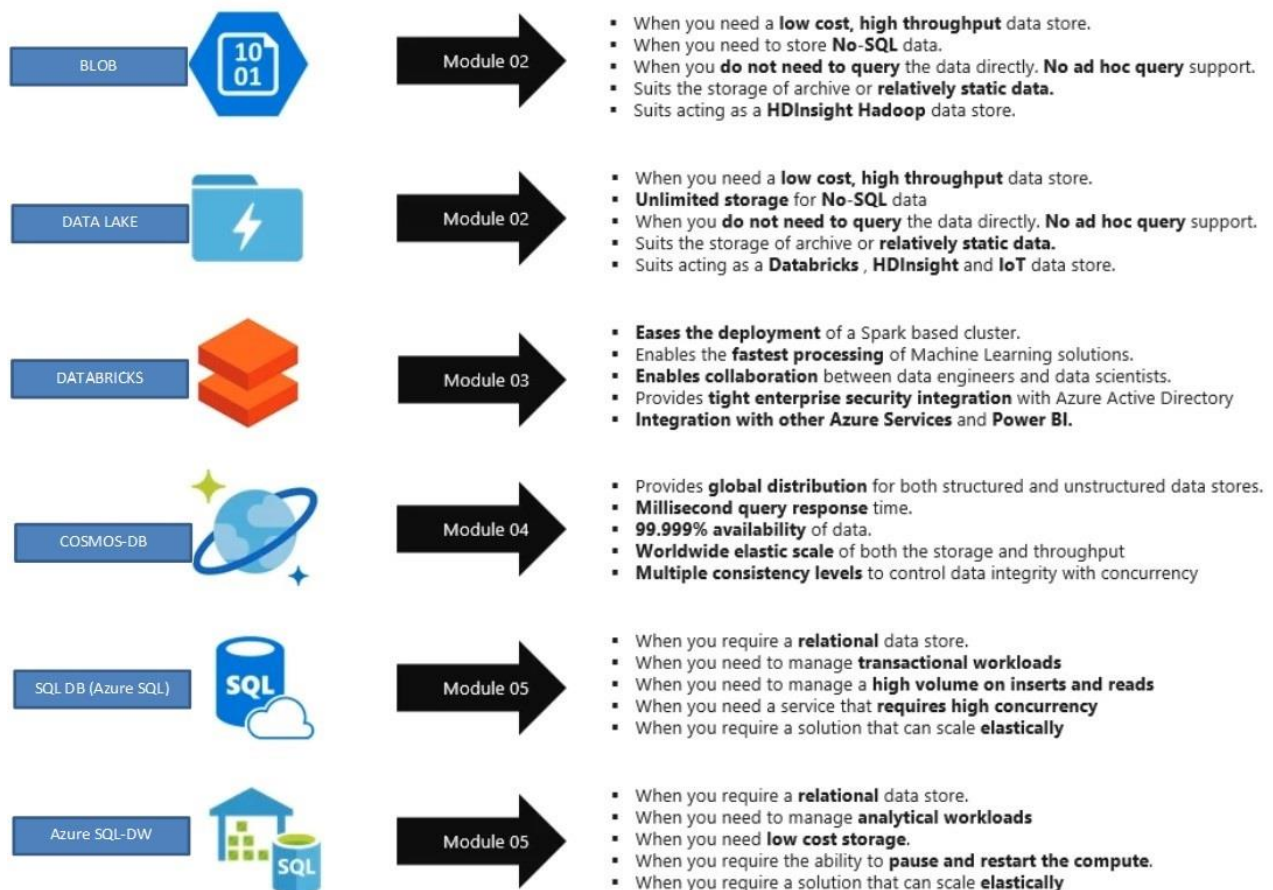 BLOB
10
01
Module 02
▪ When you need a low cost, high throughput data store.
▪ When you need to store No-SQL data.
▪ When you do not need to query the data directly. No ad hoc query support.
▪ Suits the storage of archive or relatively static data.
▪ Suits acting as a HDInsight Hadoop data store.
DATA LAKE
Module 02
▪ When you need a low cost, high throughput data store.
▪ Unlimited storage for No-SQL data
▪ When you do not need to query the data directly. No ad hoc query support.
▪ Suits the storage of archive or relatively static data.
▪ Suits acting as a Databricks , HDInsight and IoT data store.
DATABRICKS
Module 03
▪ Eases the deployment of a Spark based cluster.
▪ Enables the fastest processing of Machine Learning solutions.
▪ Enables collaboration between data engineers and data scientists.
▪ Provides tight enterprise security integration with Azure Active Directory
▪ Integration with other Azure Services and Power BI.
COSMOS-DB
Module 04
▪ Provides global distribution for both structured and unstructured data stores.
▪ Millisecond query response time.
▪ 99.999% availability of data.
▪ Worldwide elastic scale of both the storage and throughput
▪ Multiple consistency levels to control data integrity with concurrency
SQL DB (Azure SQL)
SQL
Module 05
▪ When you require a relational data store.
▪ When you need to manage transactional workloads
▪ When you need to manage a high volume on inserts and reads
▪ When you need a service that requires high concurrency
▪ When you require a solution that can scale elastically
Azure SQL-DW
SQL
Module 05
▪ When you require a relational data store.
▪ When you need to manage analytical workloads
▪ When you need low cost storage.
▪ When you require the ability to pause and restart the compute.
▪ When you require a solution that can scale elastically